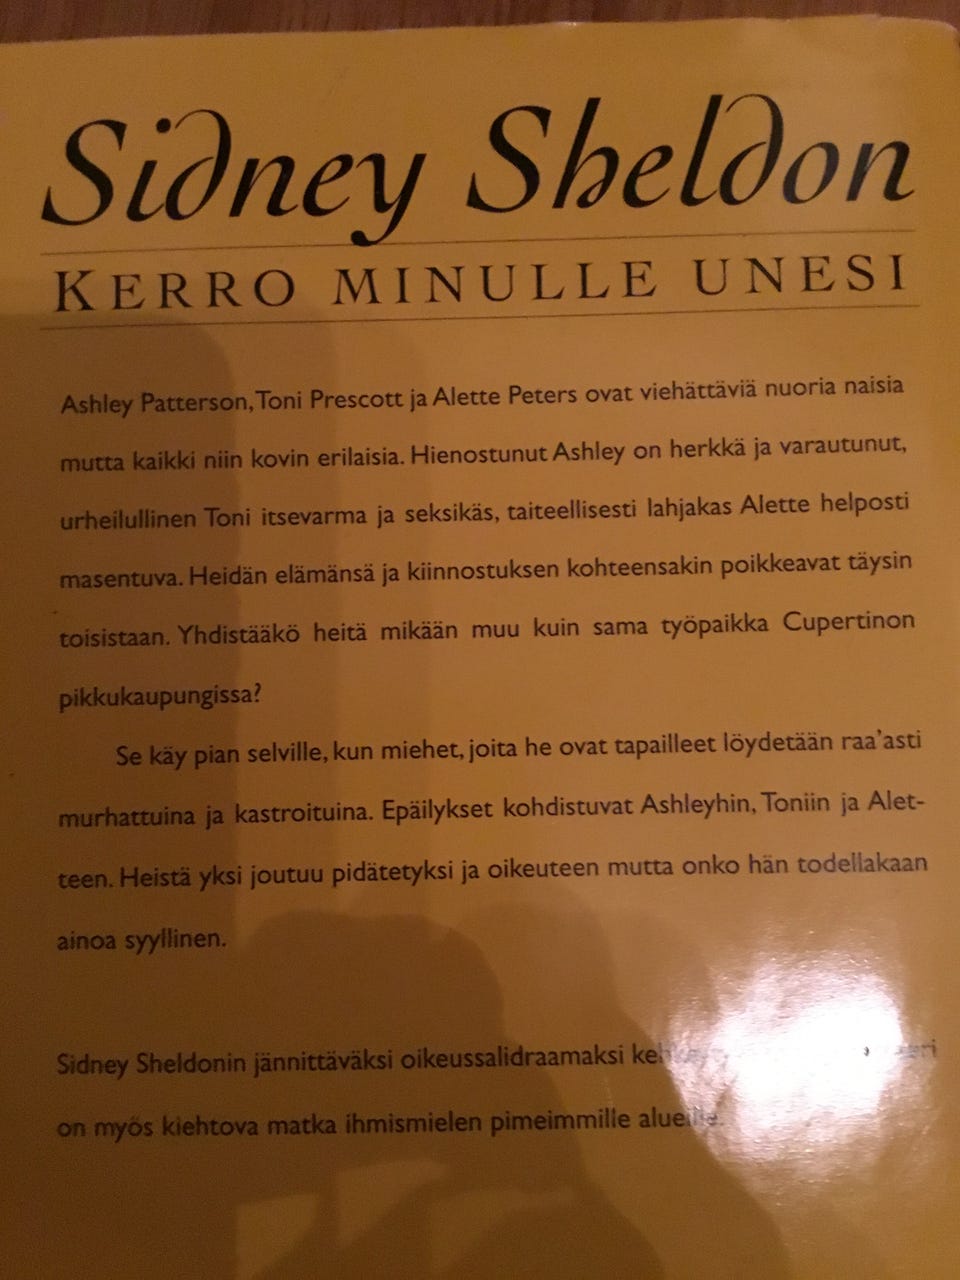 Sidney Sheldon
KERRO MINULLE UNESI
Ashley Patterson, Toni Prescott ja Alette Peters ovat viehättäviä nuoria naisia
mutta kaikki niin kovin erilaisia. Hienostunut Ashley on herkkä ja varautunut,
urheilullinen Toni itsevarma ja seksikäs, taiteellisesti lahjakas Alette helposti
masentuva. Heidän elämänsä ja kiinnostuksen kohteensakin poikkeavat täysin
toisistaan. Yhdistääkö heitä mikään muu kuin sama työpaikka Cupertinon
pikkukaupungissa?
Se käy pian selville, kun miehet, joita he ovat tapailleet löydetään raa'asti
murhattuina ja kastroituina. Epäilykset kohdistuvat Ashleyhin, Toniin ja Alet-
teen. Heistä yksi joutuu pidätetyksi ja oikeuteen mutta onko hän todellakaan
ainoa syyllinen.
Sidney Sheldonin jännittäväksi oikeussalidraamaksi
on myös kiehtova matka ihmismielen pimeimmille alueille.